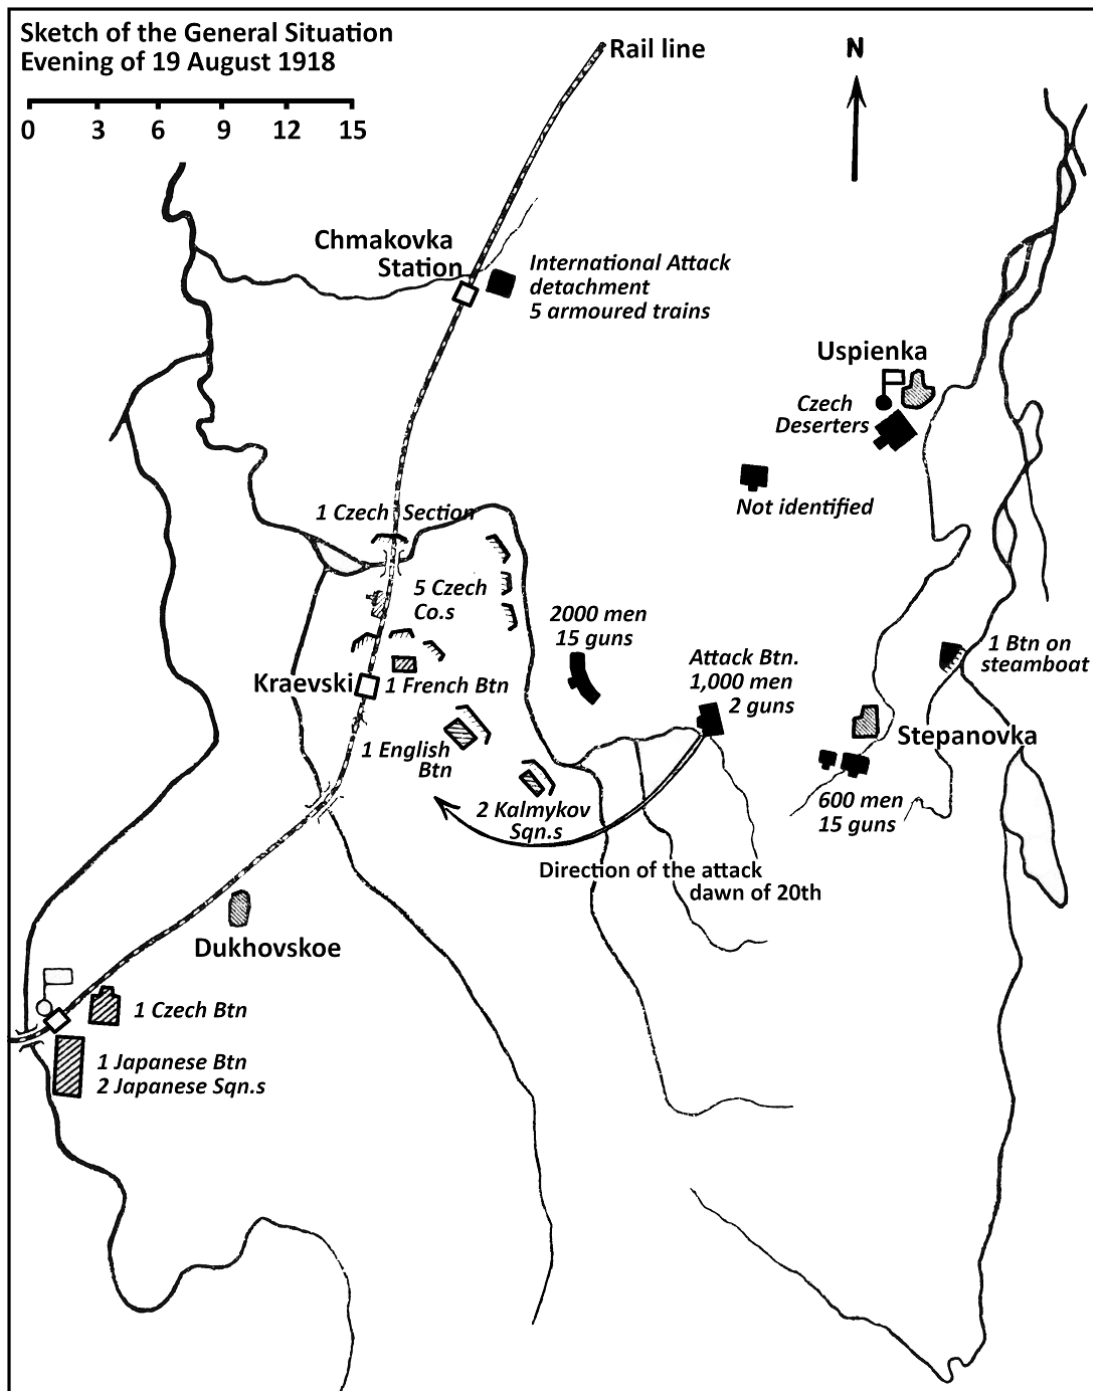 Sketch of the General Situation
Evening of 19 August 1918
0 3 6 9 12 15
Rail line
N
Chmakovka
Station
International Attack
detachment
5 armoured trains
Uspienka
Czech
Deserters
Not identified
1 Czech Section
5 Czech
Co.s
2000 men
15 guns
Attack Btn.
1,000 men
2 guns
1 Btn on
steamboat
Kraevski
1 French Btn
Stepanovka
1 English
Btn
2 Kalmykov
Sqn.s
600 men
15 guns
Direction of the attack
dawn of 20th
Dukhovskoe
1 Czech Btn
1 Japanese Btn
2 Japanese Sqn.s